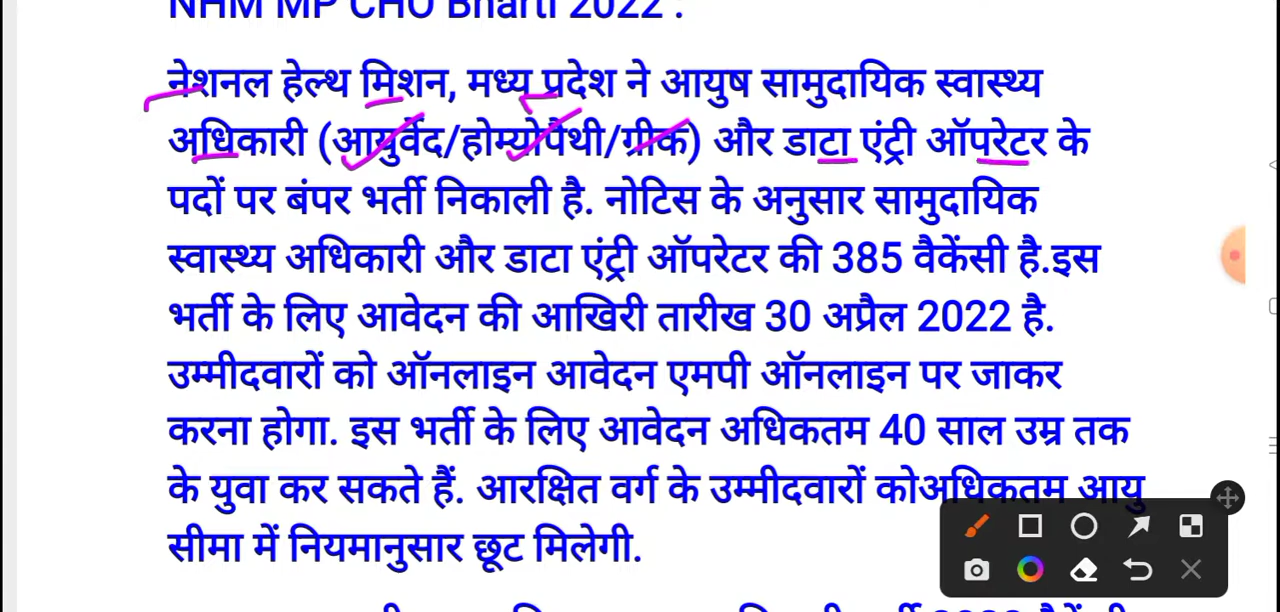 NHM MP CHO Bharti 2022 :
नेशनल हेल्थ मिशन, मध्य प्रदेश ने आयुष सामुदायिक स्वास्थ्य
अधिकारी (आयुर्वेद/होम्योपैथी/ग्रीक) और डाटा एंट्री ऑपरेटर के
पदों पर बंपर भर्ती निकाली है. नोटिस के अनुसार सामुदायिक
स्वास्थ्य अधिकारी और डाटा एंट्री ऑपरेटर की 385 वैकेंसी है.इस
भर्ती के लिए आवेदन की आखिरी तारीख 30 अप्रैल 2022 है.
उम्मीदवारों को ऑनलाइन आवेदन एमपी ऑनलाइन पर जाकर
करना होगा. इस भर्ती के लिए आवेदन अधिकतम 40 साल उम्र तक
के युवा कर सकते हैं. आरक्षित वर्ग के उम्मीदवारों कोअधिकतम आयु
सीमा में नियमानुसार छूट मिलेगी.